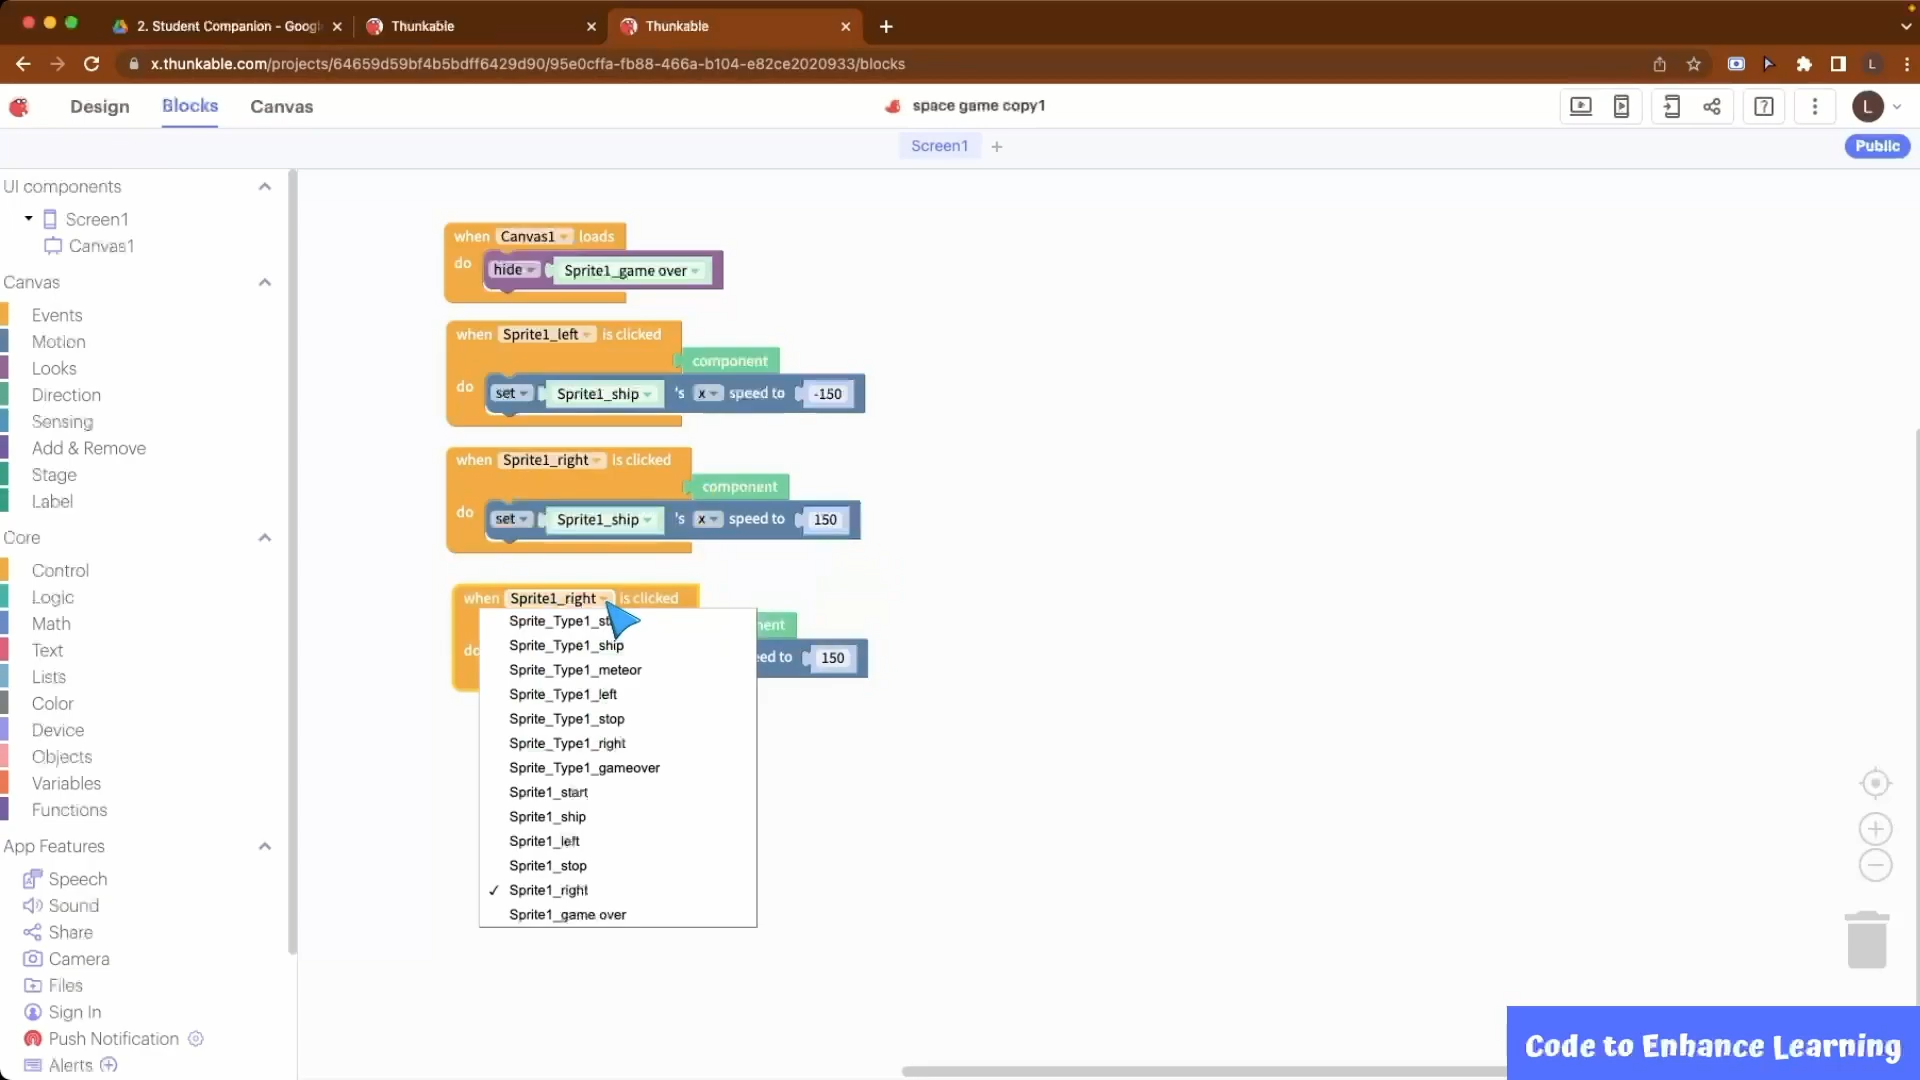 2. Student Companion - Googl
Thunkable
Thunkable
x.thunkable.com/projects/64659d59bf4b5bdff6429d90/95e0cffa-fb88-466a-b104-e82ce2020933/blocks
L
Design
Blocks
Canvas
space game copy1
L
Screen1
Public
UI components
Screen1
Canvas1
Canvas
Events
Motion
Looks
Direction
Sensing
Add & Remove
Stage
Label
Core
Control
Logic
Math
Text
Lists
Color
Device
Objects
Variables
Functions
App Features
Speech
Sound
Share
Camera
Files
Sign In
Push Notification
Alerts
when Canvas1 loads
do hide Sprite1_game over
when Sprite1_left is clicked
component
do set Sprite1_ship 's x speed to -150
when Sprite1_right is clicked
component
do set Sprite1_ship 's x speed to 150
when Sprite1_right is clicked
do 150
Sprite_Type1_ship
Sprite_Type1_meteor
Sprite_Type1_left
Sprite_Type1_stop
Sprite_Type1_right
Sprite_Type1_gameover
Sprite1_start
Sprite1_ship
Sprite1_left
Sprite1_stop
✓ Sprite1_right
Sprite1_game over
Code to Enhance Learning